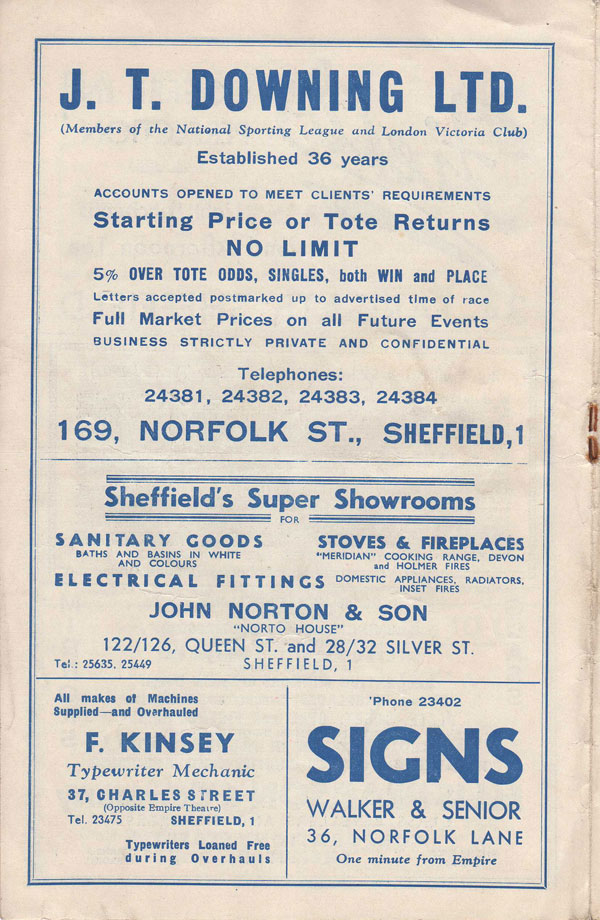 J. T. DOWNING LTD.
(Members of the National Sporting League and London Victoria Club)
Established 36 years
ACCOUNTS OPENED TO MEET CLIENTS' REQUIREMENTS
Starting Price or Tote Returns
NO LIMIT
5% OVER TOTE ODDS, SINGLES, both WIN and PLACE
Letters accepted postmarked up to advertised time of race
Full Market Prices on all Future Events
BUSINESS STRICTLY PRIVATE AND CONFIDENTIAL
Telephones:
24381, 24382, 24383, 24384
169, NORFOLK ST., SHEFFIELD,1
Sheffield's Super Showrooms
FOR
SANITARY GOODS
BATHS AND BASINS IN WHITE
AND COLOURS
ELECTRICAL FITTINGS
STOVES & FIREPLACES
"MERIDIAN" COOKING RANGE, DEVON
and HOLMER FIRES
DOMESTIC APPLIANCES, RADIATORS,
INSET FIRES
JOHN NORTON & SON
"NORTO HOUSE"
122/126, QUEEN ST. and 28/32 SILVER ST.
Tel.: 25635, 25449 SHEFFIELD, 1
All makes of Machines
Supplied—and Overhauled
F. KINSEY
Typewriter Mechanic
37, CHARLES STREET
(Opposite Empire Theatre)
Tel. 23475 SHEFFIELD, 1
Typewriters Loaned Free
during Overhauls
'Phone 23402
SIGNS
WALKER & SENIOR
36, NORFOLK LANE
One minute from Empire